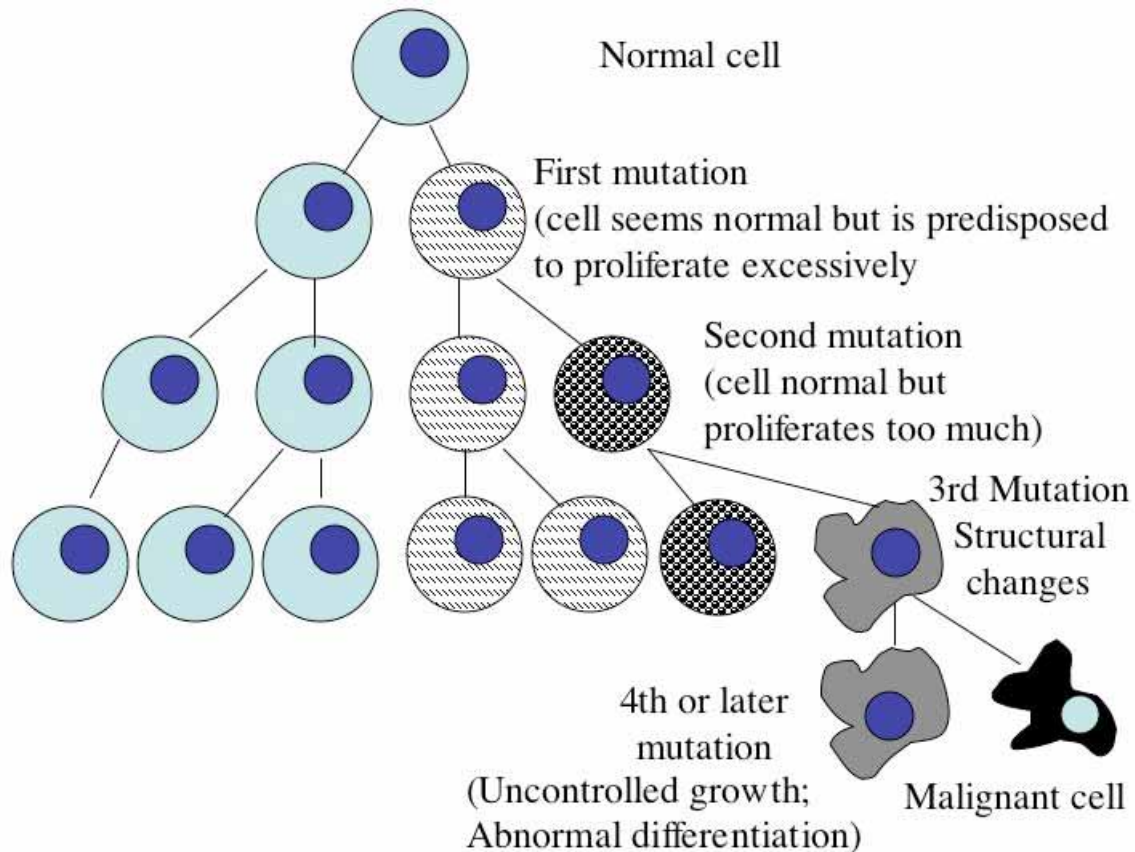 Normal cell
First mutation
(cell seems normal but is predisposed
to proliferate excessively
Second mutation
(cell normal but
proliferates too much)
3rd Mutation
Structural
changes
4th or later
mutation
(Uncontrolled growth;
Abnormal differentiation)
Malignant cell